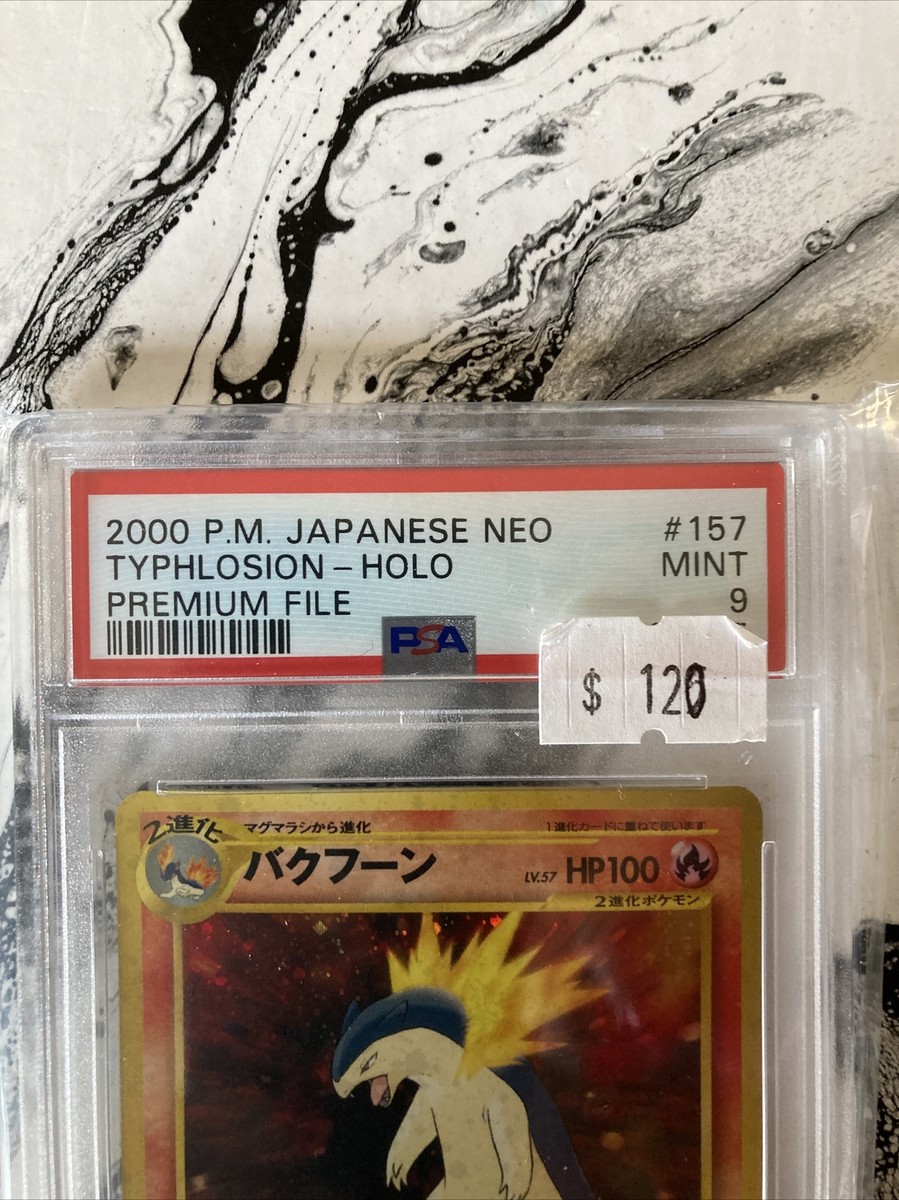 2000 P.M. JAPANESE NEO #157
TYPHLOSION – HOLO MINT
PREMIUM FILE 9
PSA
$ 120
2進化
マグマラシから進化
1進化カードに重ねて使います
バクフーン
LV.57 HP100
2進化ポケモン